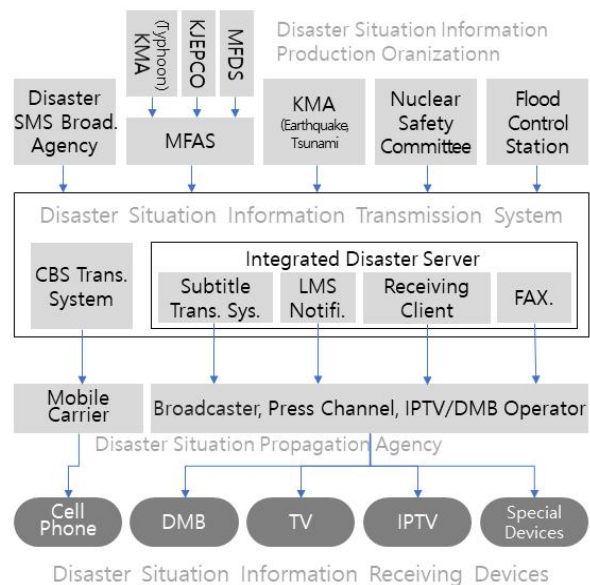 Disaster Situation Information
Production Oranizationn
KMA
(Typhoon)
KJEPCO
MFDS
Disaster
SMS Broad.
Agency
MFAS
KMA
(Earthquake,
Tsunami
Nuclear
Safety
Committee
Flood
Control
Station
Disaster Situation Information Transmission System
CBS Trans.
System
Integrated Disaster Server
Subtitle
Trans. Sys.
LMS
Notifi.
Receiving
Client
FAX.
Mobile
Carrier
Broadcaster, Press Channel, IPTV/DMB Operator
Disaster Situation Propagation Agency
Cell
Phone
DMB
TV
IPTV
Special
Devices
Disaster Situation Information Receiving Devices